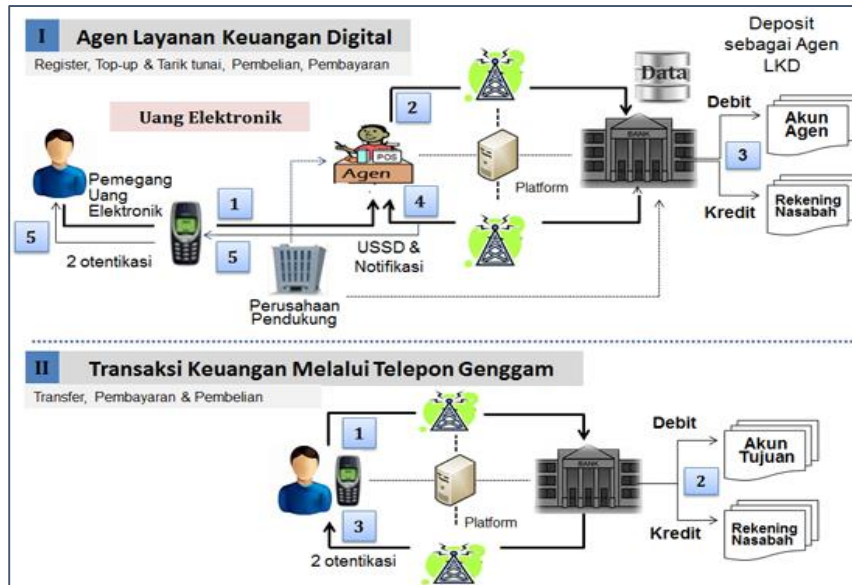 I Agen Layanan Keuangan Digital
Register, Top-up & Tarik tunai, Pembelian, Pembayaran
Deposit
sebagai Agen
LKD
Data
Uang Elektronik
2
POS
Agen
Platform
BANK
Debit
Akun
Agen
3
Kredit
Rekening
Nasabah
Pemegang
Uang
Elektronik
1
4
5
2 otentikasi
5
USSD &
Notifikasi
Perusahaan
Pendukung
II Transaksi Keuangan Melalui Telepon Genggam
Transfer, Pembayaran & Pembelian
1
Platform
BANK
Debit
Akun
Tujuan
2
Kredit
Rekening
Nasabah
3
2 otentikasi